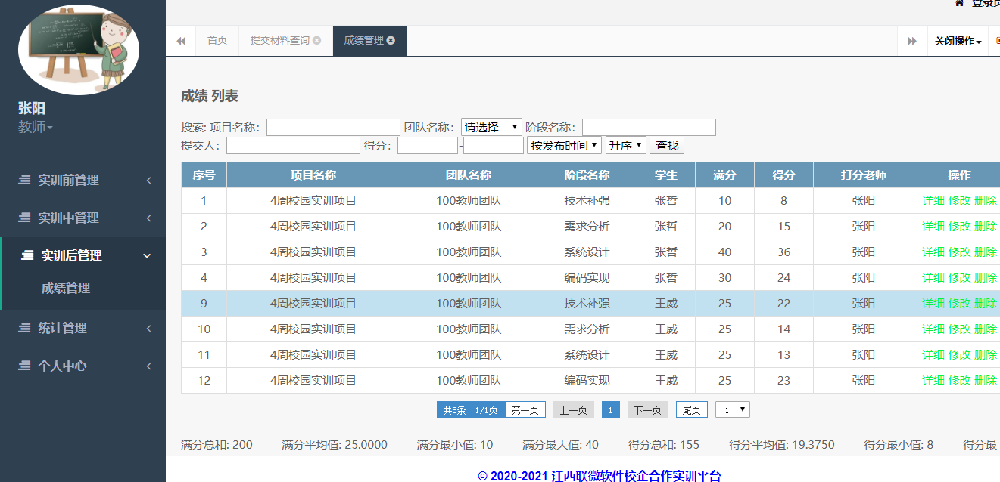 登录页
首页 提交材料查询 成绩管理 关闭操作
张阳
教师
实训前管理
实训中管理
实训后管理
成绩管理
统计管理
个人中心
成绩 列表
搜索: 项目名称: 团队名称: 请选择 阶段名称:
提交人: 得分: - 按发布时间 升序 查找
序号 项目名称 团队名称 阶段名称 学生 满分 得分 打分老师 操作
1 4周校园实训项目 100教师团队 技术补强 张哲 10 8 张阳 详细 修改 删除
2 4周校园实训项目 100教师团队 需求分析 张哲 20 15 张阳 详细 修改 删除
3 4周校园实训项目 100教师团队 系统设计 张哲 40 36 张阳 详细 修改 删除
4 4周校园实训项目 100教师团队 编码实现 张哲 30 24 张阳 详细 修改 删除
9 4周校园实训项目 100教师团队 技术补强 王威 25 22 张阳 详细 修改 删除
10 4周校园实训项目 100教师团队 需求分析 王威 25 14 张阳 详细 修改 删除
11 4周校园实训项目 100教师团队 系统设计 王威 25 13 张阳 详细 修改 删除
12 4周校园实训项目 100教师团队 编码实现 王威 25 23 张阳 详细 修改 删除
共8条 1/1页 第一页 上一页 1 下一页 尾页 1
满分总和: 200 满分平均值: 25.0000 满分最小值: 10 满分最大值: 40 得分总和: 155 得分平均值: 19.3750 得分最小值: 8 得分最
© 2020-2021 江西联微软件校企合作实训平台